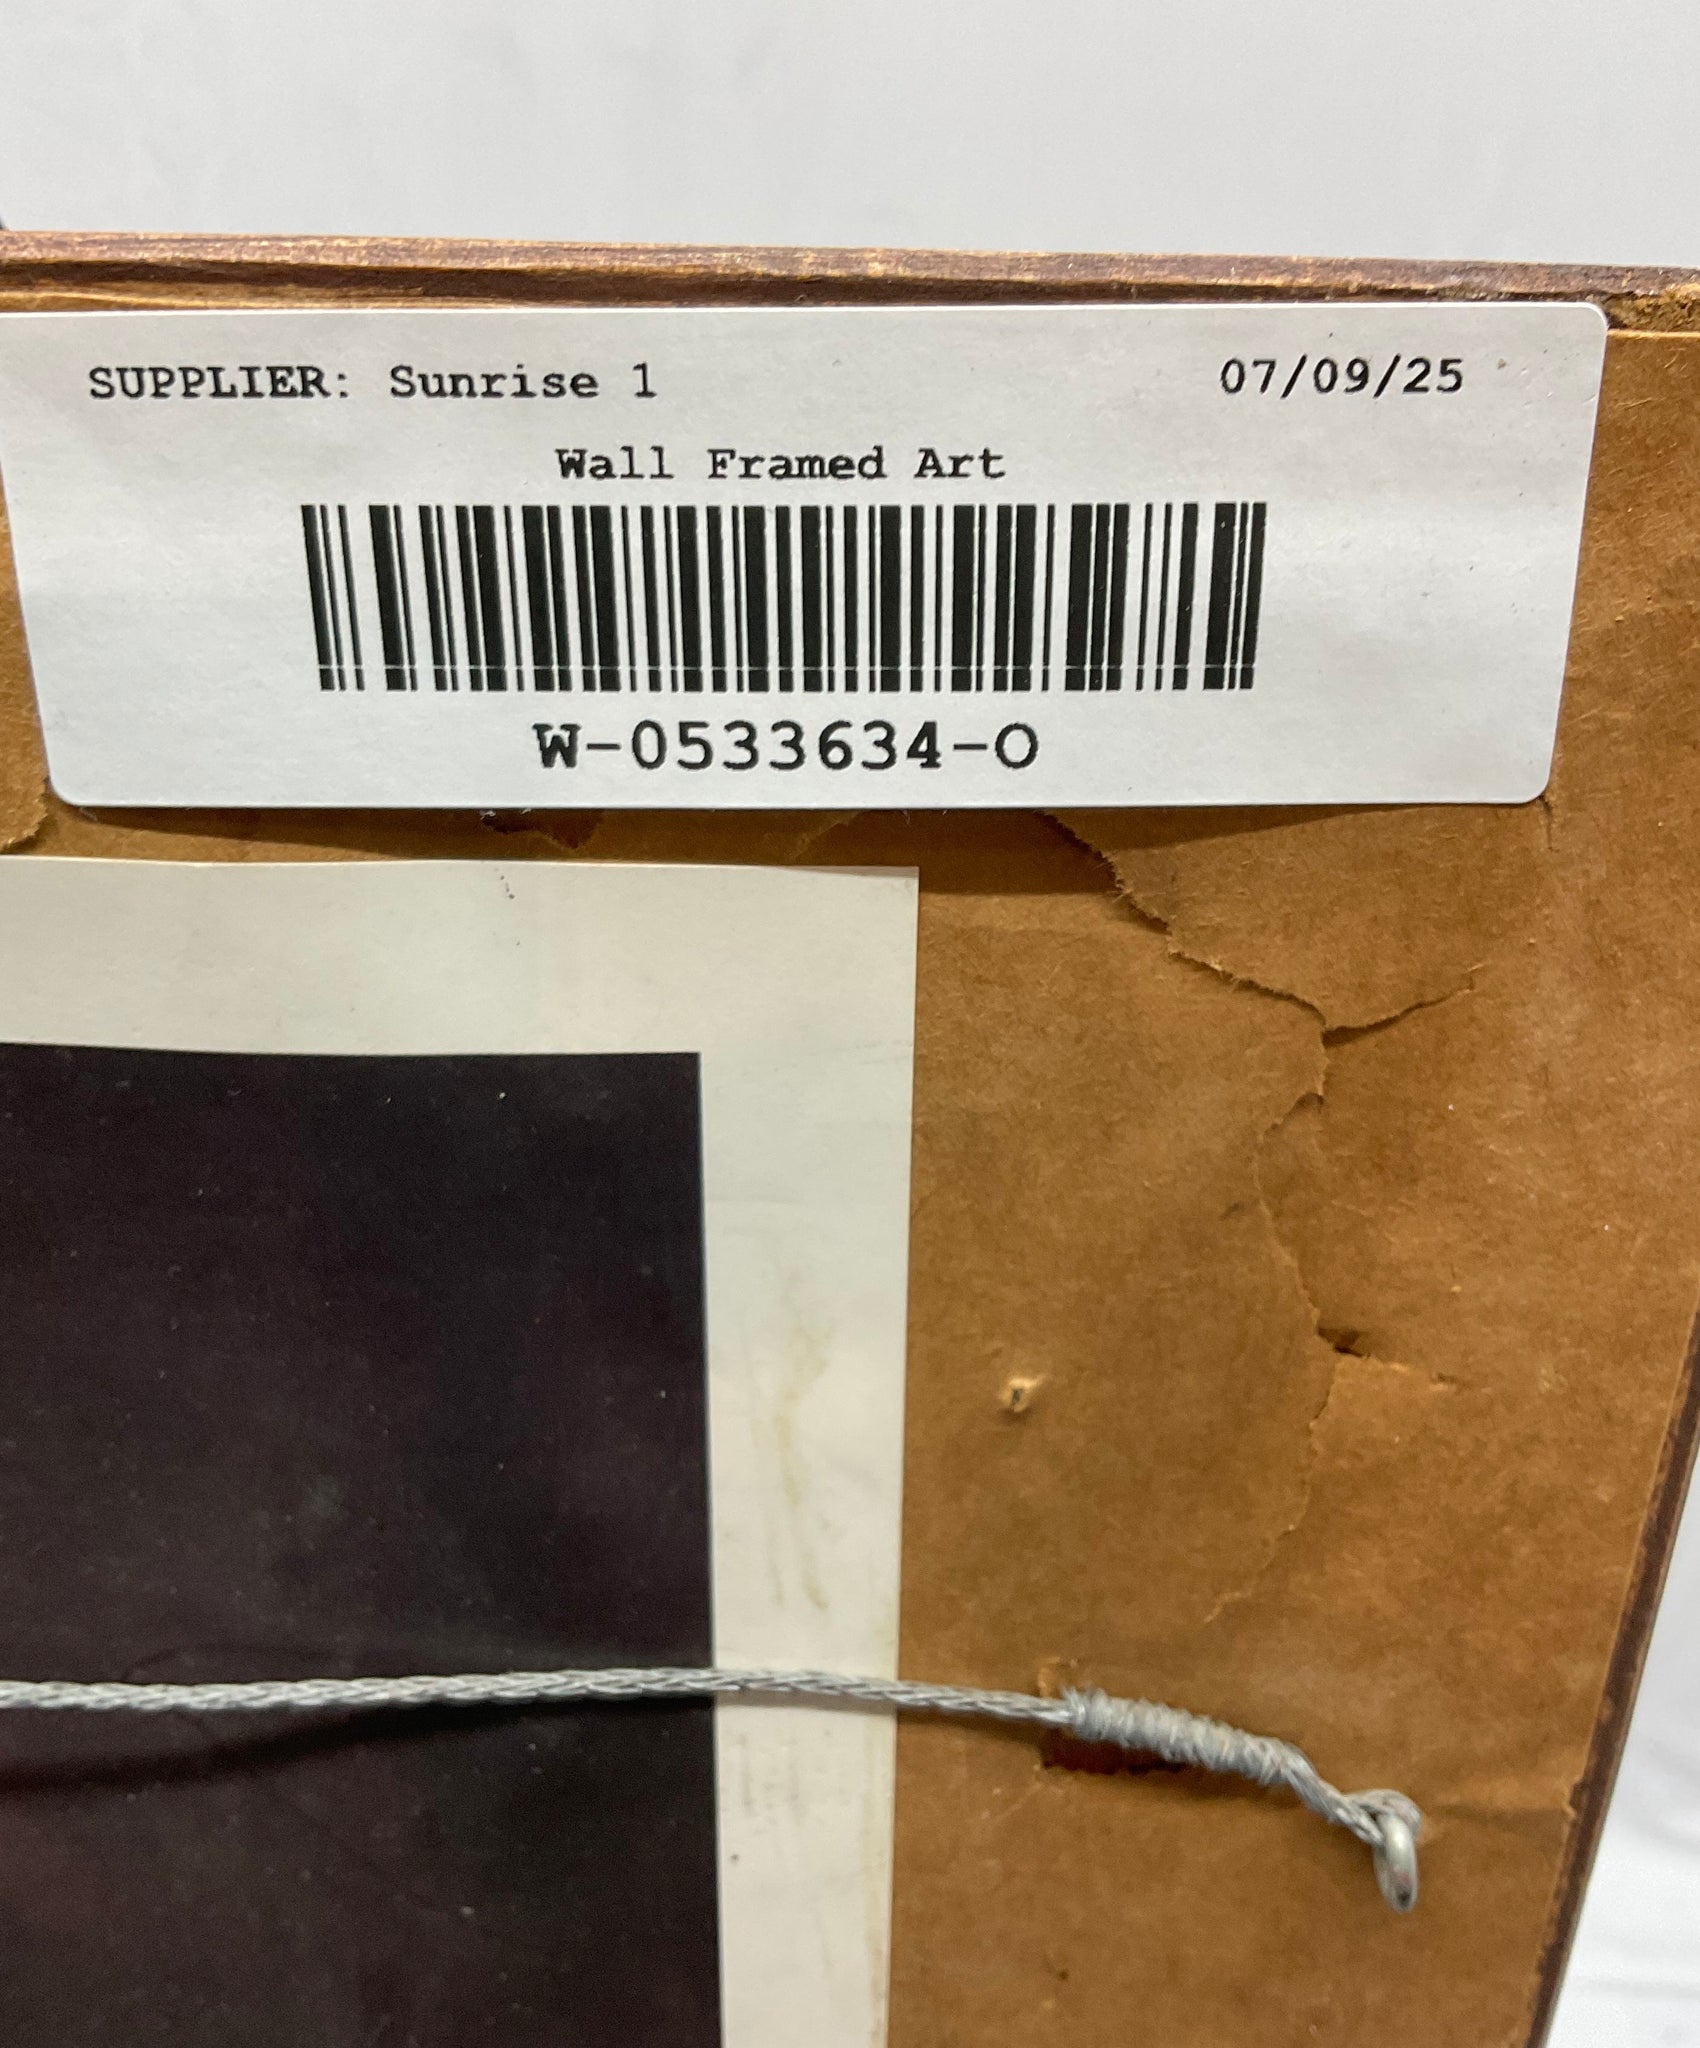 SUPPLIER: Sunrise 1 07/09/25
Wall Framed Art
W-0533634-O